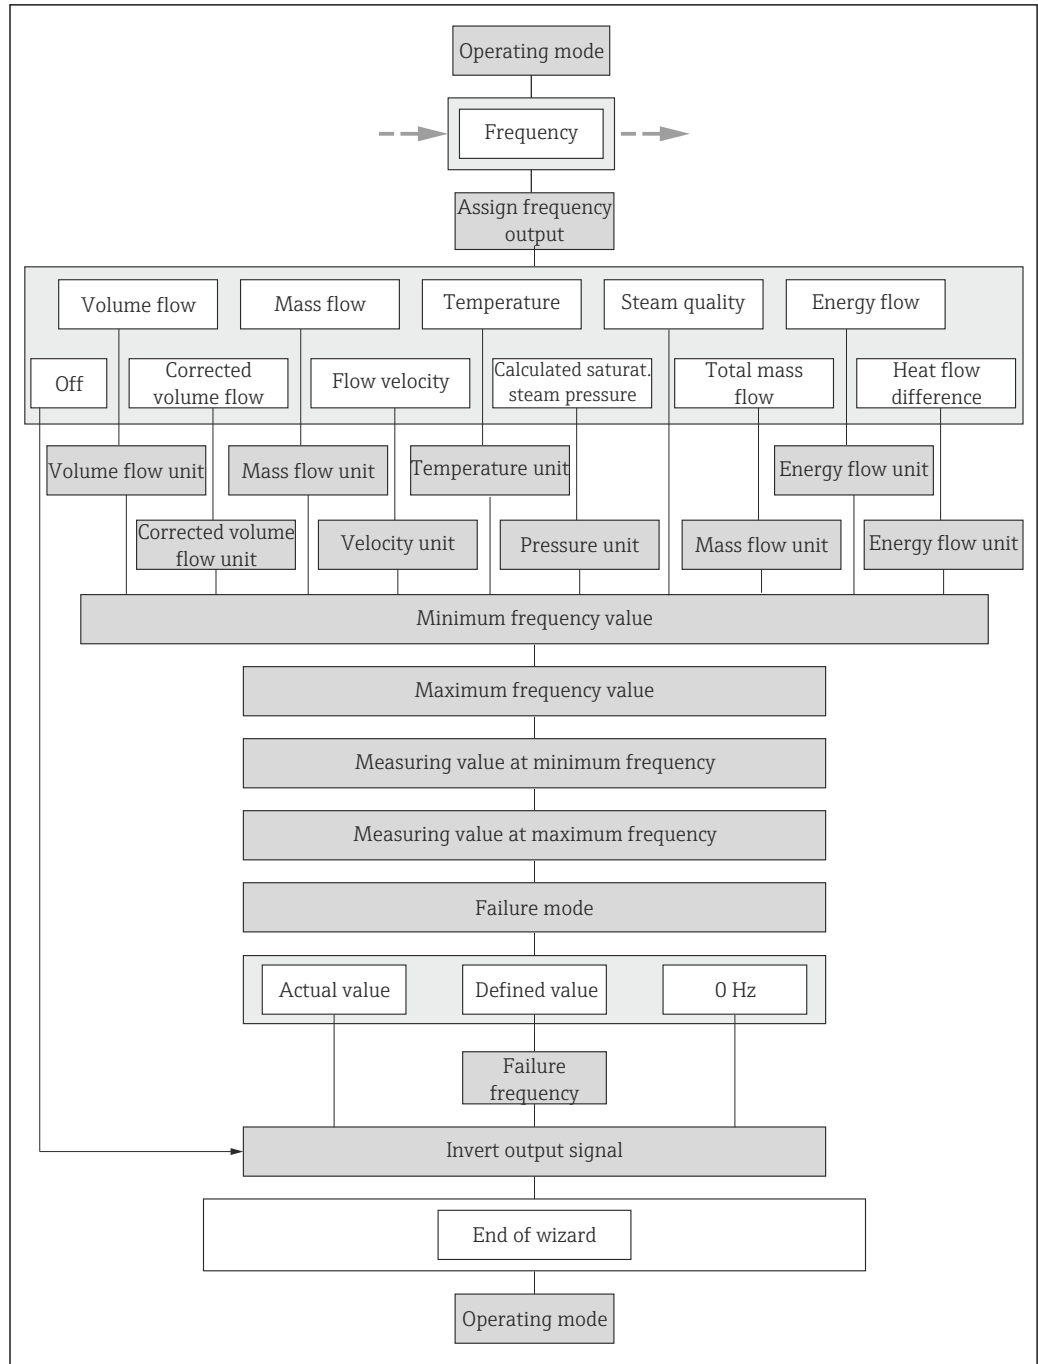 Operating mode
Frequency
Assign frequency
output
Volume flow
Mass flow
Temperature
Steam quality
Energy flow
Off
Corrected
volume flow
Flow velocity
Calculated saturat.
steam pressure
Total mass
flow
Heat flow
difference
Volume flow unit
Mass flow unit
Temperature unit
Energy flow unit
Corrected volume
flow unit
Velocity unit
Pressure unit
Mass flow unit
Energy flow unit
Minimum frequency value
Maximum frequency value
Measuring value at minimum frequency
Measuring value at maximum frequency
Failure mode
Actual value
Defined value
0 Hz
Failure
frequency
Invert output signal
End of wizard
Operating mode